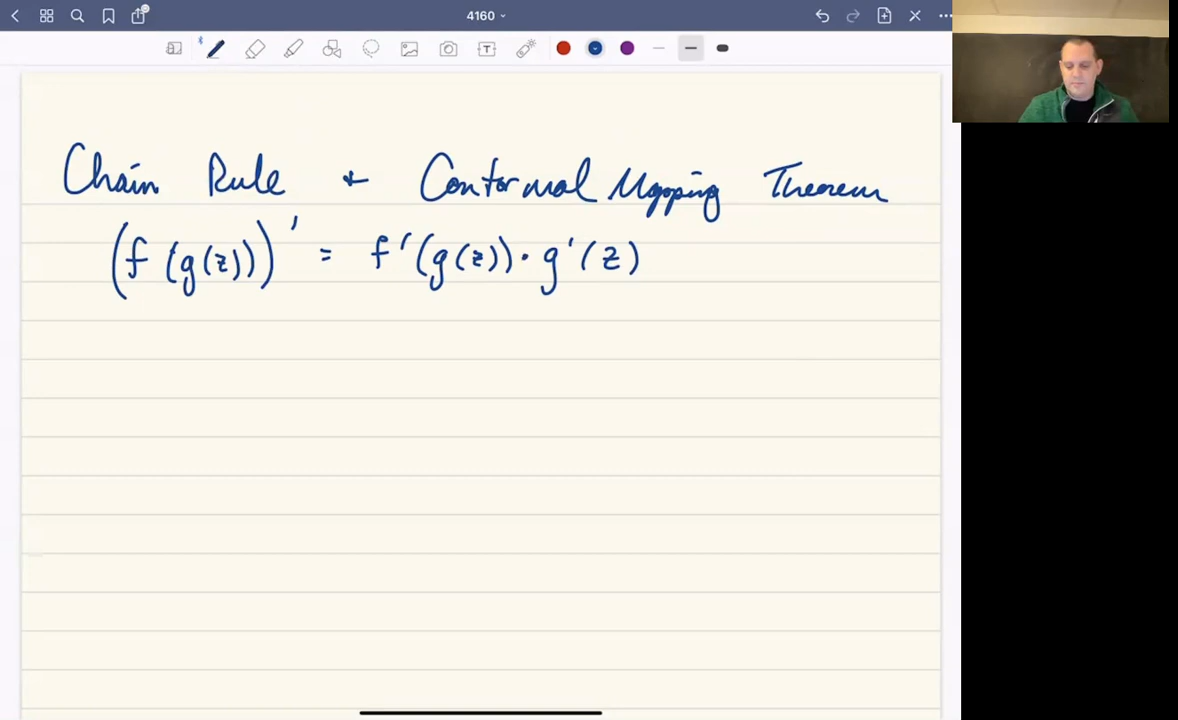 4160
Chain Rule + Conformal Mapping Theorem
(f(g(z)))' = f'(g(z)) · g'(z)